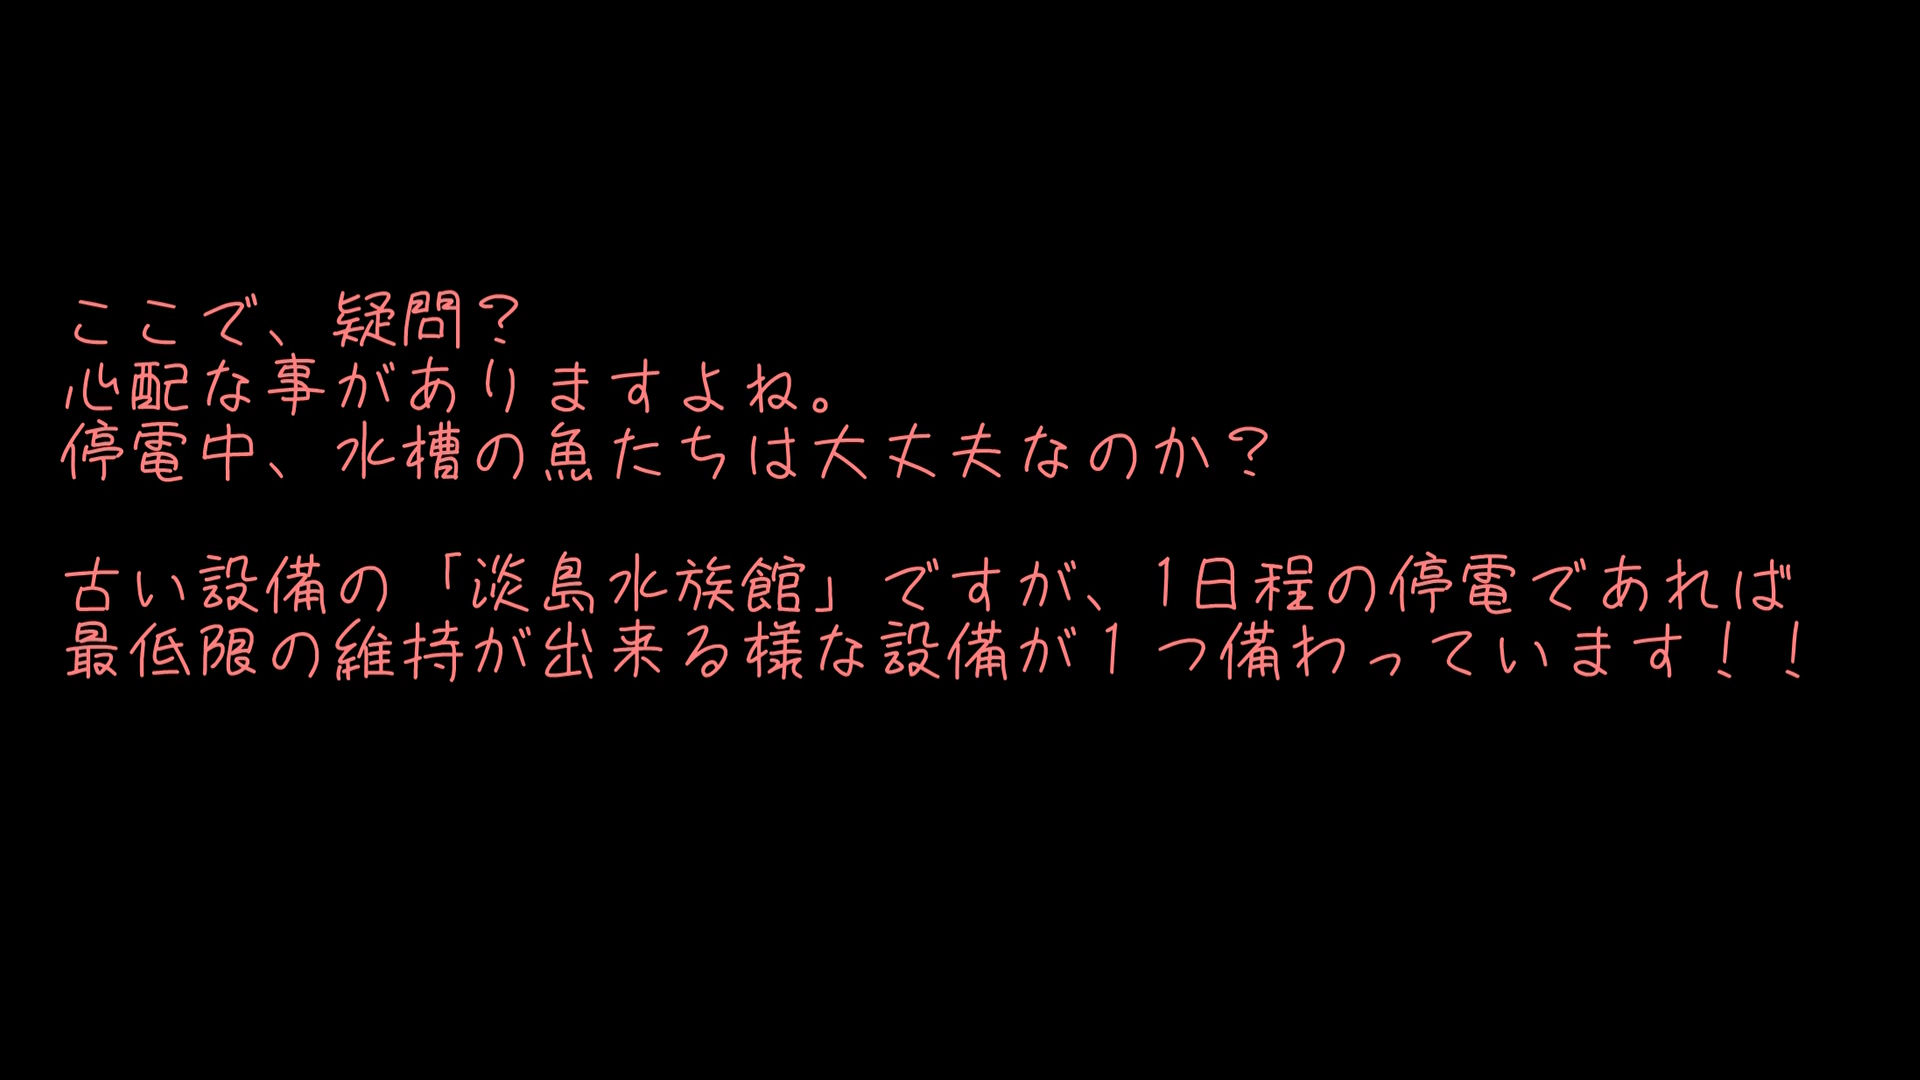 ここで、疑問？
心配な事がありますよね。
停電中、水槽の魚たちは大丈夫なのか？
古い設備の「淡島水族館」ですが、1日程の停電であれば
最低限の維持が出来る様な設備が１つ備わっています！！